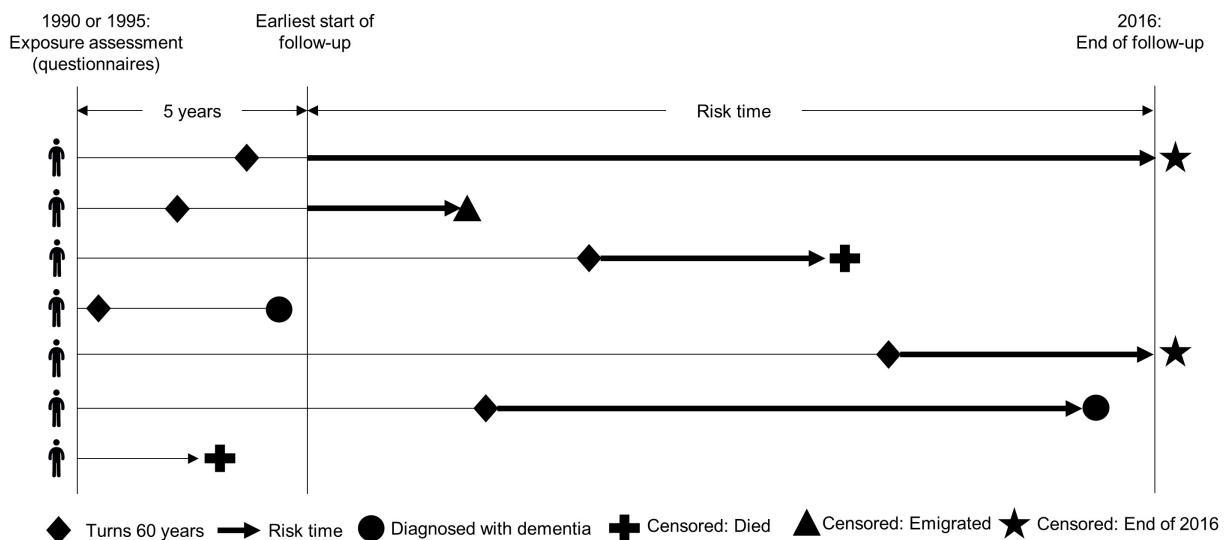 1990 or 1995:
Exposure assessment
(questionnaires)
Earliest start of
follow-up
2016:
End of follow-up
5 years
Risk time
Turns 60 years
Risk time
Diagnosed with dementia
Censored: Died
Censored: Emigrated
Censored: End of 2016